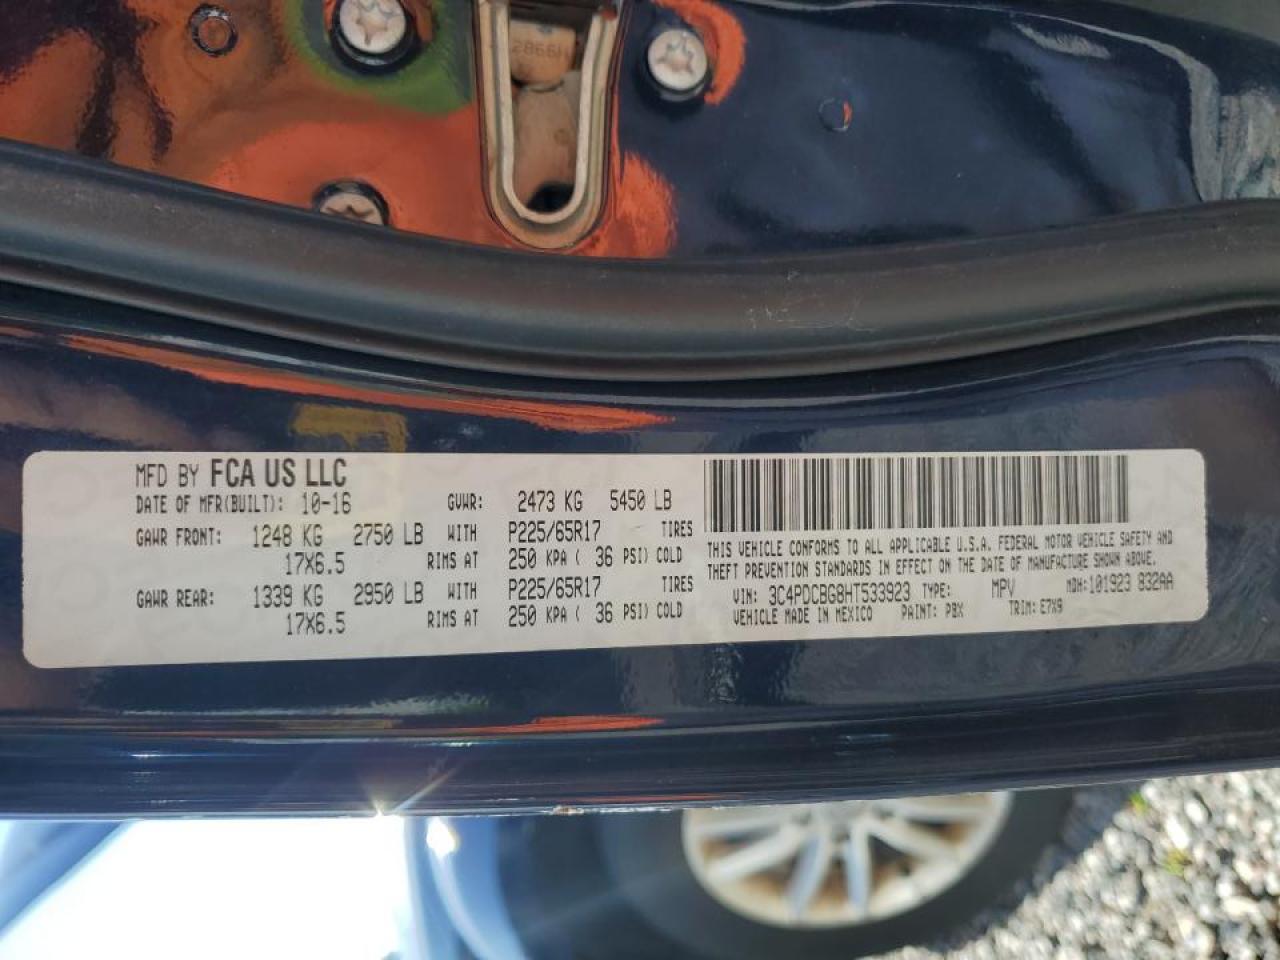 2866H
MFD BY FCA US LLC
DATE OF MFR(BUILT): 10-16 GVWR: 2473 KG 5450 LB
GAWR FRONT: 1248 KG 2750 LB WITH P225/65R17 TIRES
17X6.5 RIMS AT 250 KPA ( 36 PSI) COLD
GAWR REAR: 1339 KG 2950 LB WITH P225/65R17 TIRES
17X6.5 RIMS AT 250 KPA ( 36 PSI) COLD
THIS VEHICLE CONFORMS TO ALL APPLICABLE U.S.A. FEDERAL MOTOR VEHICLE SAFETY AND
THEFT PREVENTION STANDARDS IN EFFECT ON THE DATE OF MANUFACTURE SHOWN ABOVE.
VIN: 3C4PDCBG8HT533923 TYPE: MPV MDH:101923 832AA
VEHICLE MADE IN MEXICO PAINT: PBX TRIM: E7X9